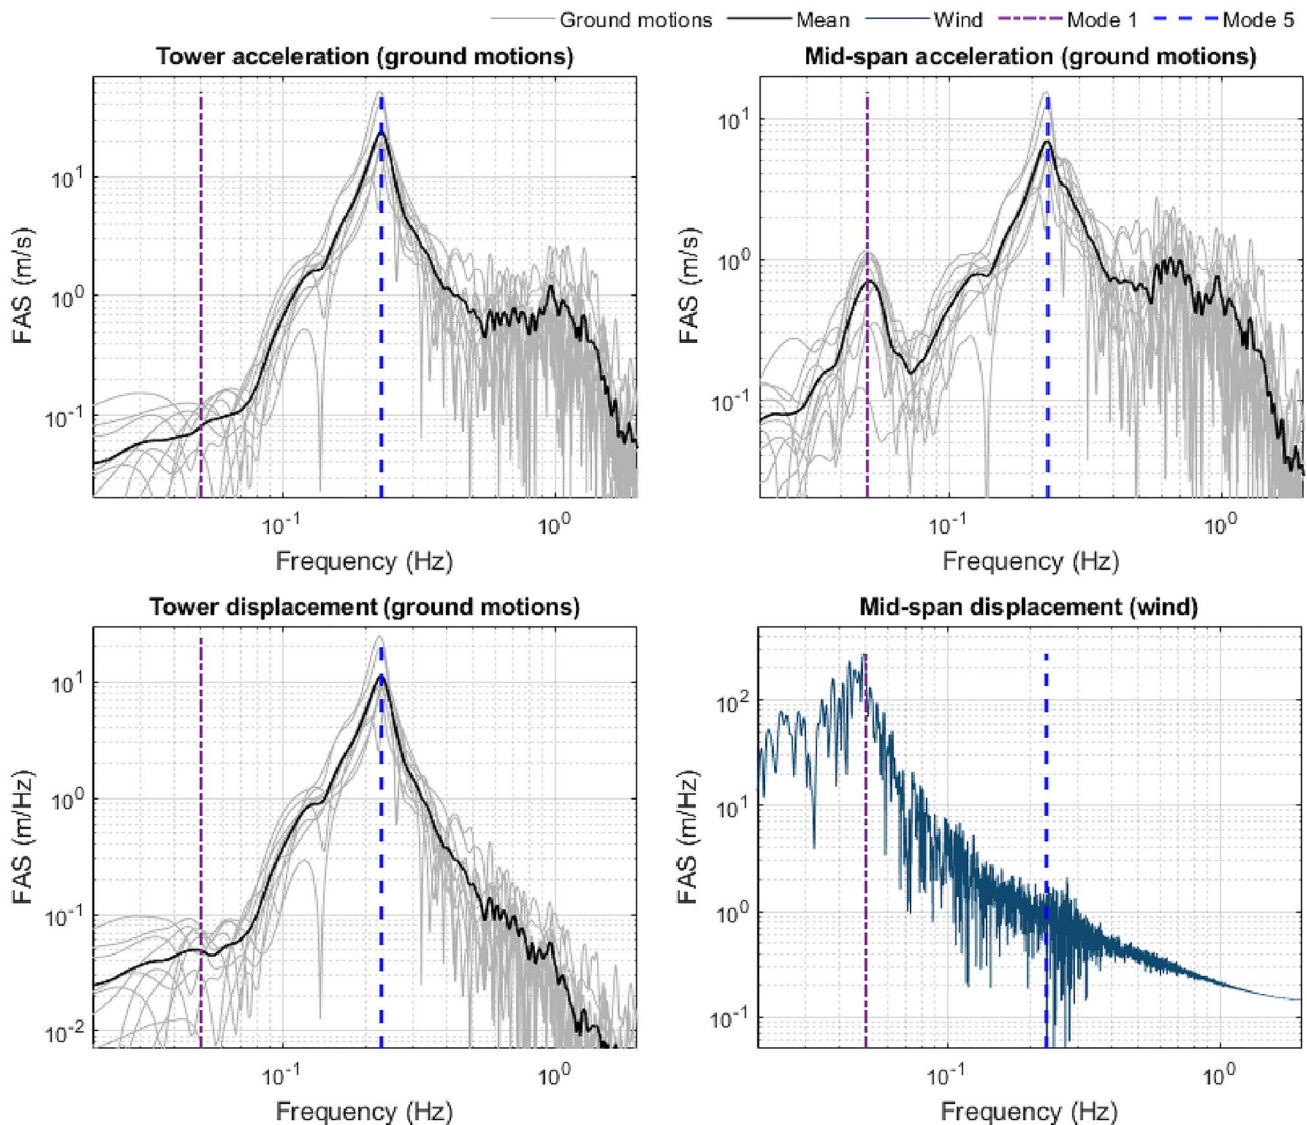 Ground motions Mean Wind Mode 1 Mode 5
Tower acceleration (ground motions)
FAS (m/s)
10^1
10^0
10^-1
10^-1 10^0
Frequency (Hz)
Mid-span acceleration (ground motions)
FAS (m/s)
10^1
10^0
10^-1
10^-1 10^0
Frequency (Hz)
Tower displacement (ground motions)
FAS (m/Hz)
10^1
10^0
10^-1
10^-2
10^-1 10^0
Frequency (Hz)
Mid-span displacement (wind)
FAS (m/Hz)
10^2
10^1
10^0
10^-1
10^-1 10^0
Frequency (Hz)